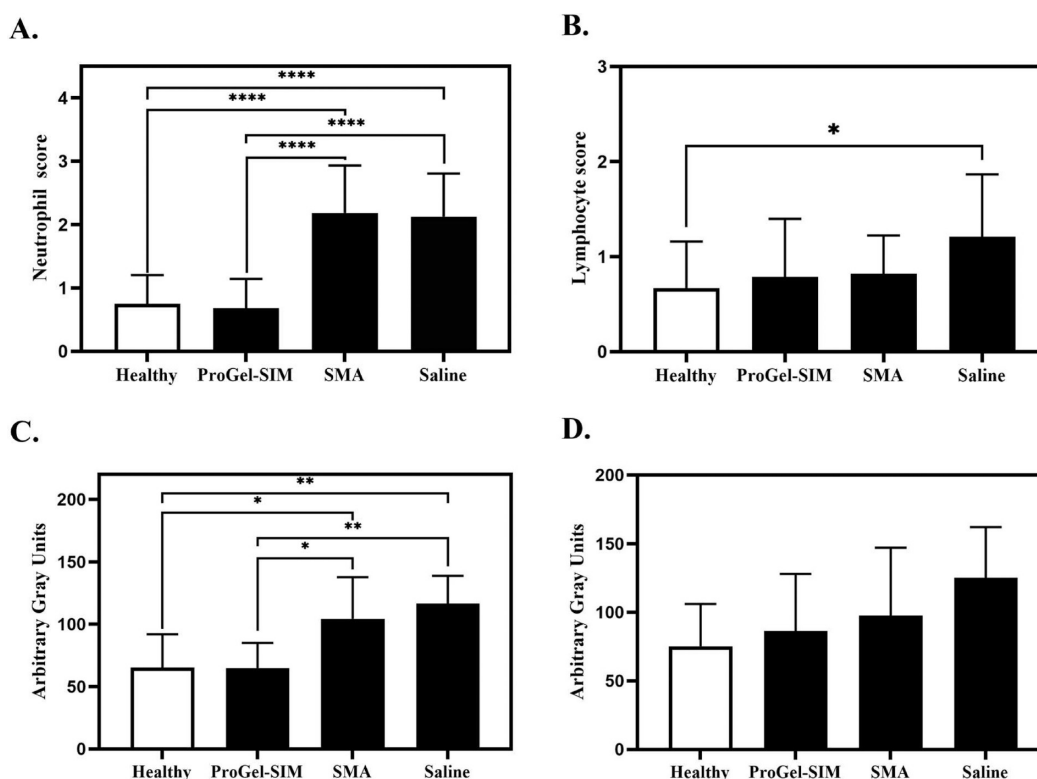 A.
Neutrophil score
4
3
2
1
0
****
****
****
****
Healthy ProGel-SIM SMA Saline
B.
Lymphocyte score
3
2
1
0
*
Healthy ProGel-SIM SMA Saline
C.
Arbitrary Gray Units
200
150
100
50
0
**
*
**
*
Healthy ProGel-SIM SMA Saline
D.
Arbitrary Gray Units
200
150
100
50
0
Healthy ProGel-SIM SMA Saline